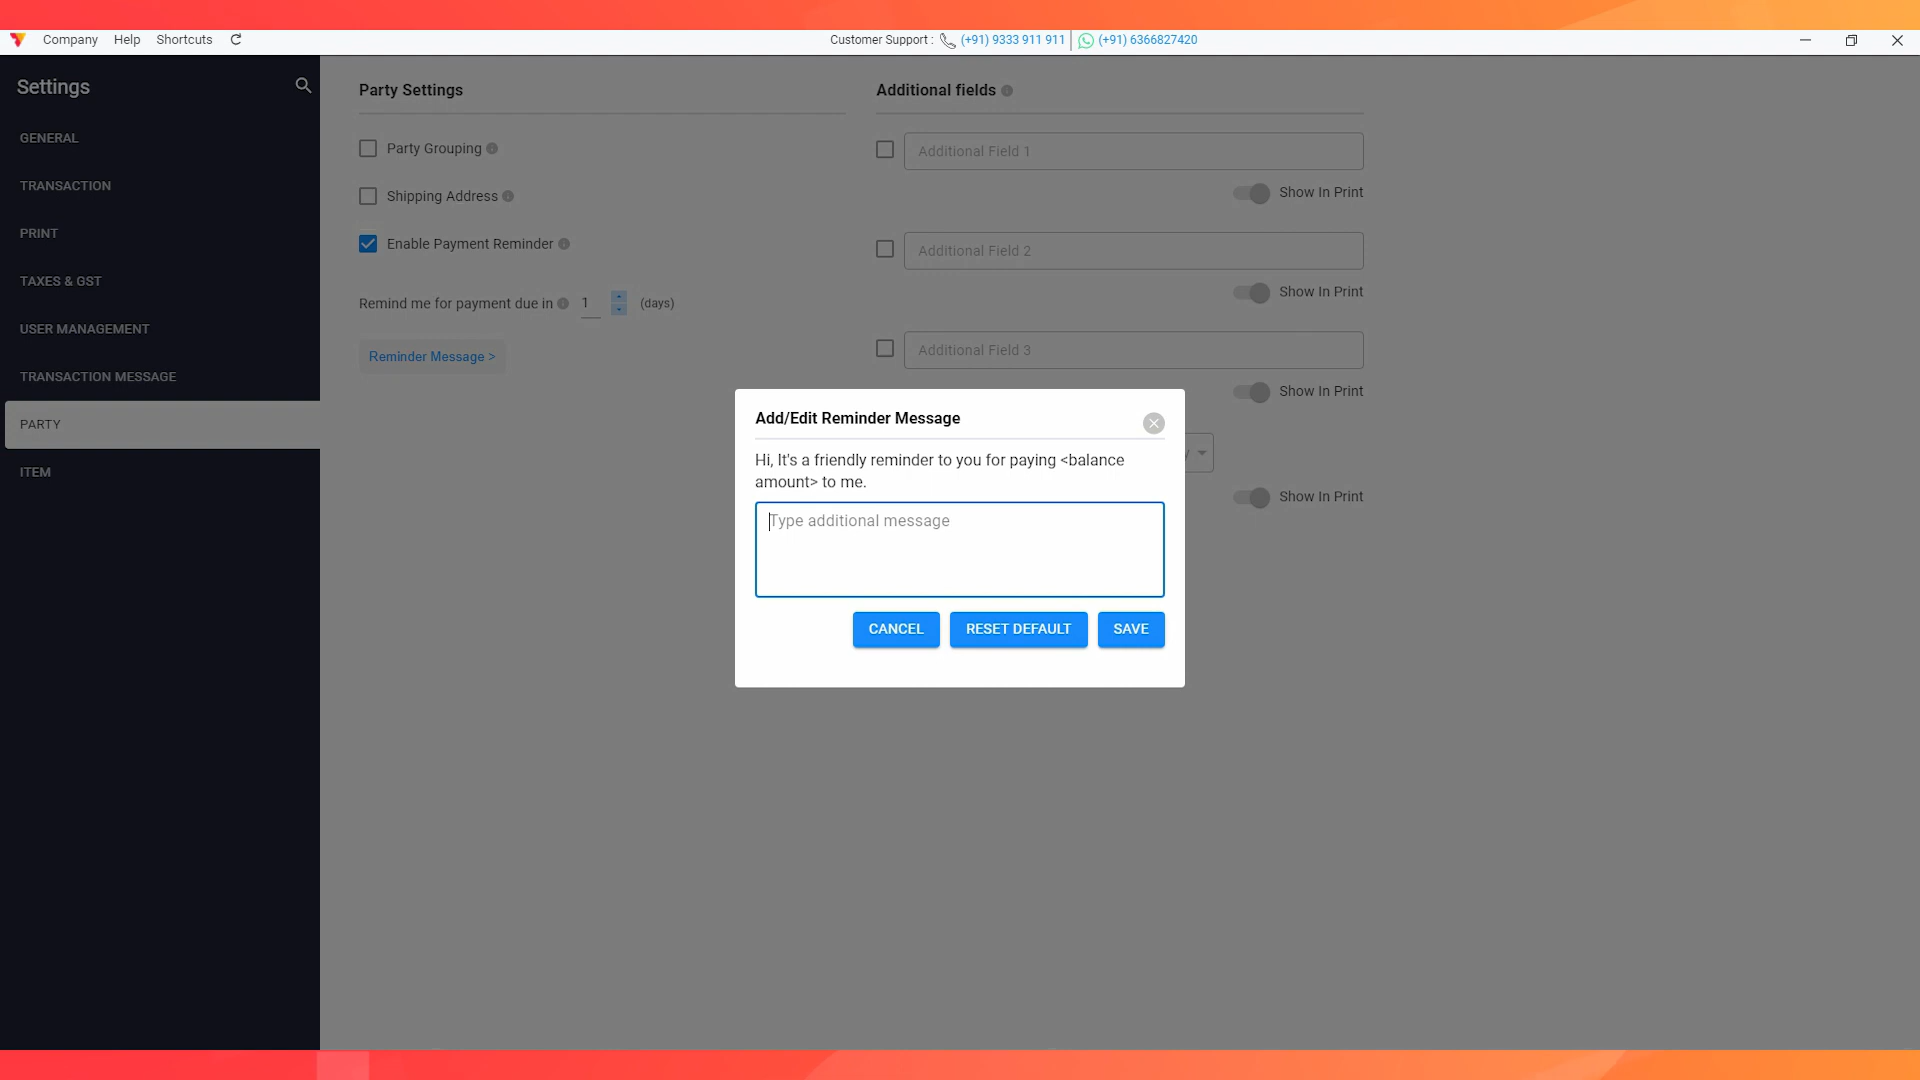 Company Help Shortcuts
Customer Support : (+91) 9333 911 911 (+91) 6366827420
Settings
GENERAL
TRANSACTION
PRINT
TAXES & GST
USER MANAGEMENT
TRANSACTION MESSAGE
PARTY
ITEM
Party Settings
Party Grouping
Shipping Address
Enable Payment Reminder
Remind me for payment due in 1 (days)
Reminder Message >
Additional fields
Additional Field 1
Show In Print
Additional Field 2
Show In Print
Additional Field 3
Show In Print
Show In Print
Add/Edit Reminder Message
Hi, It's a friendly reminder to you for paying <balance
amount> to me.
Type additional message
CANCEL RESET DEFAULT SAVE